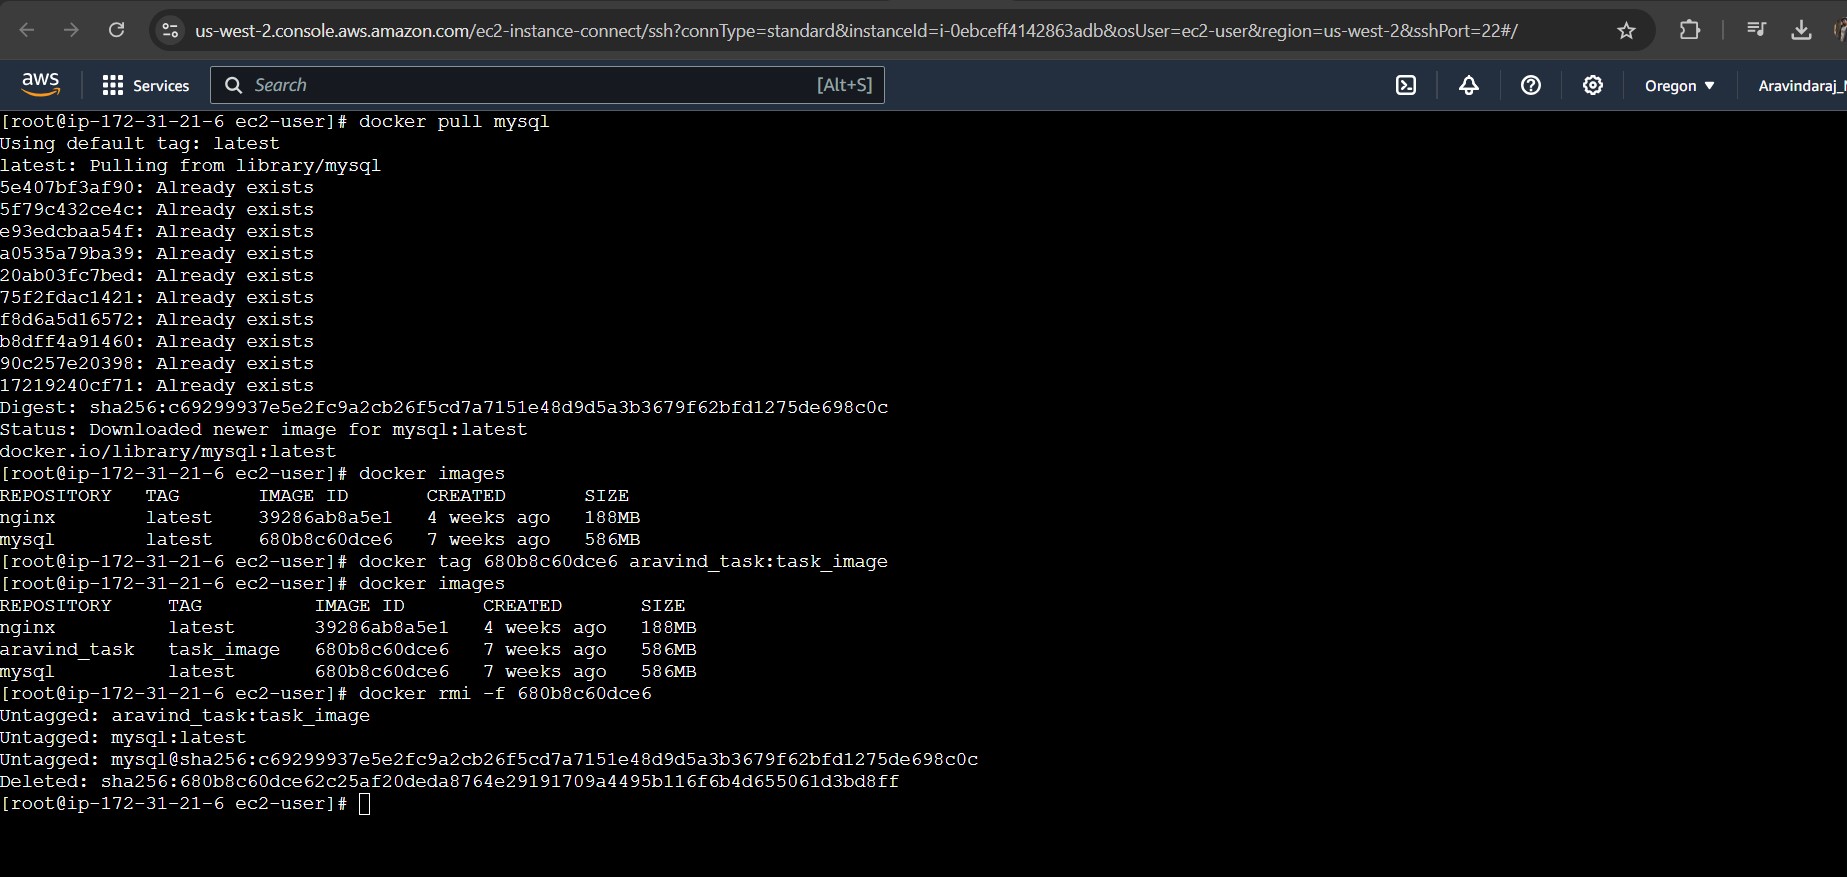 us-west-2.console.aws.amazon.com/ec2-instance-connect/ssh?connType=standard&instanceId=i-0ebceff4142863adb&osUser=ec2-user&region=us-west-2&sshPort=22#/
aws Services Search [Alt+S] Oregon Aravindaraj_
[root@ip-172-31-21-6 ec2-user]# docker pull mysql
Using default tag: latest
latest: Pulling from library/mysql
5e407bf3af90: Already exists
5f79c432ce4c: Already exists
e93edcbaa54f: Already exists
a0535a79ba39: Already exists
20ab03fc7bed: Already exists
75f2fdac1421: Already exists
f8d6a5d16572: Already exists
b8dff4a91460: Already exists
90c257e20398: Already exists
17219240cf71: Already exists
Digest: sha256:c69299937e5e2fc9a2cb26f5cd7a7151e48d9d5a3b3679f62bfd1275de698c0c
Status: Downloaded newer image for mysql:latest
docker.io/library/mysql:latest
[root@ip-172-31-21-6 ec2-user]# docker images
REPOSITORY TAG IMAGE ID CREATED SIZE
nginx latest 39286ab8a5e1 4 weeks ago 188MB
mysql latest 680b8c60dce6 7 weeks ago 586MB
[root@ip-172-31-21-6 ec2-user]# docker tag 680b8c60dce6 aravind_task:task_image
[root@ip-172-31-21-6 ec2-user]# docker images
REPOSITORY TAG IMAGE ID CREATED SIZE
nginx latest 39286ab8a5e1 4 weeks ago 188MB
aravind_task task_image 680b8c60dce6 7 weeks ago 586MB
mysql latest 680b8c60dce6 7 weeks ago 586MB
[root@ip-172-31-21-6 ec2-user]# docker rmi -f 680b8c60dce6
Untagged: aravind_task:task_image
Untagged: mysql:latest
Untagged: mysql@sha256:c69299937e5e2fc9a2cb26f5cd7a7151e48d9d5a3b3679f62bfd1275de698c0c
Deleted: sha256:680b8c60dce62c25af20deda8764e29191709a4495b116f6b4d655061d3bd8ff
[root@ip-172-31-21-6 ec2-user]#